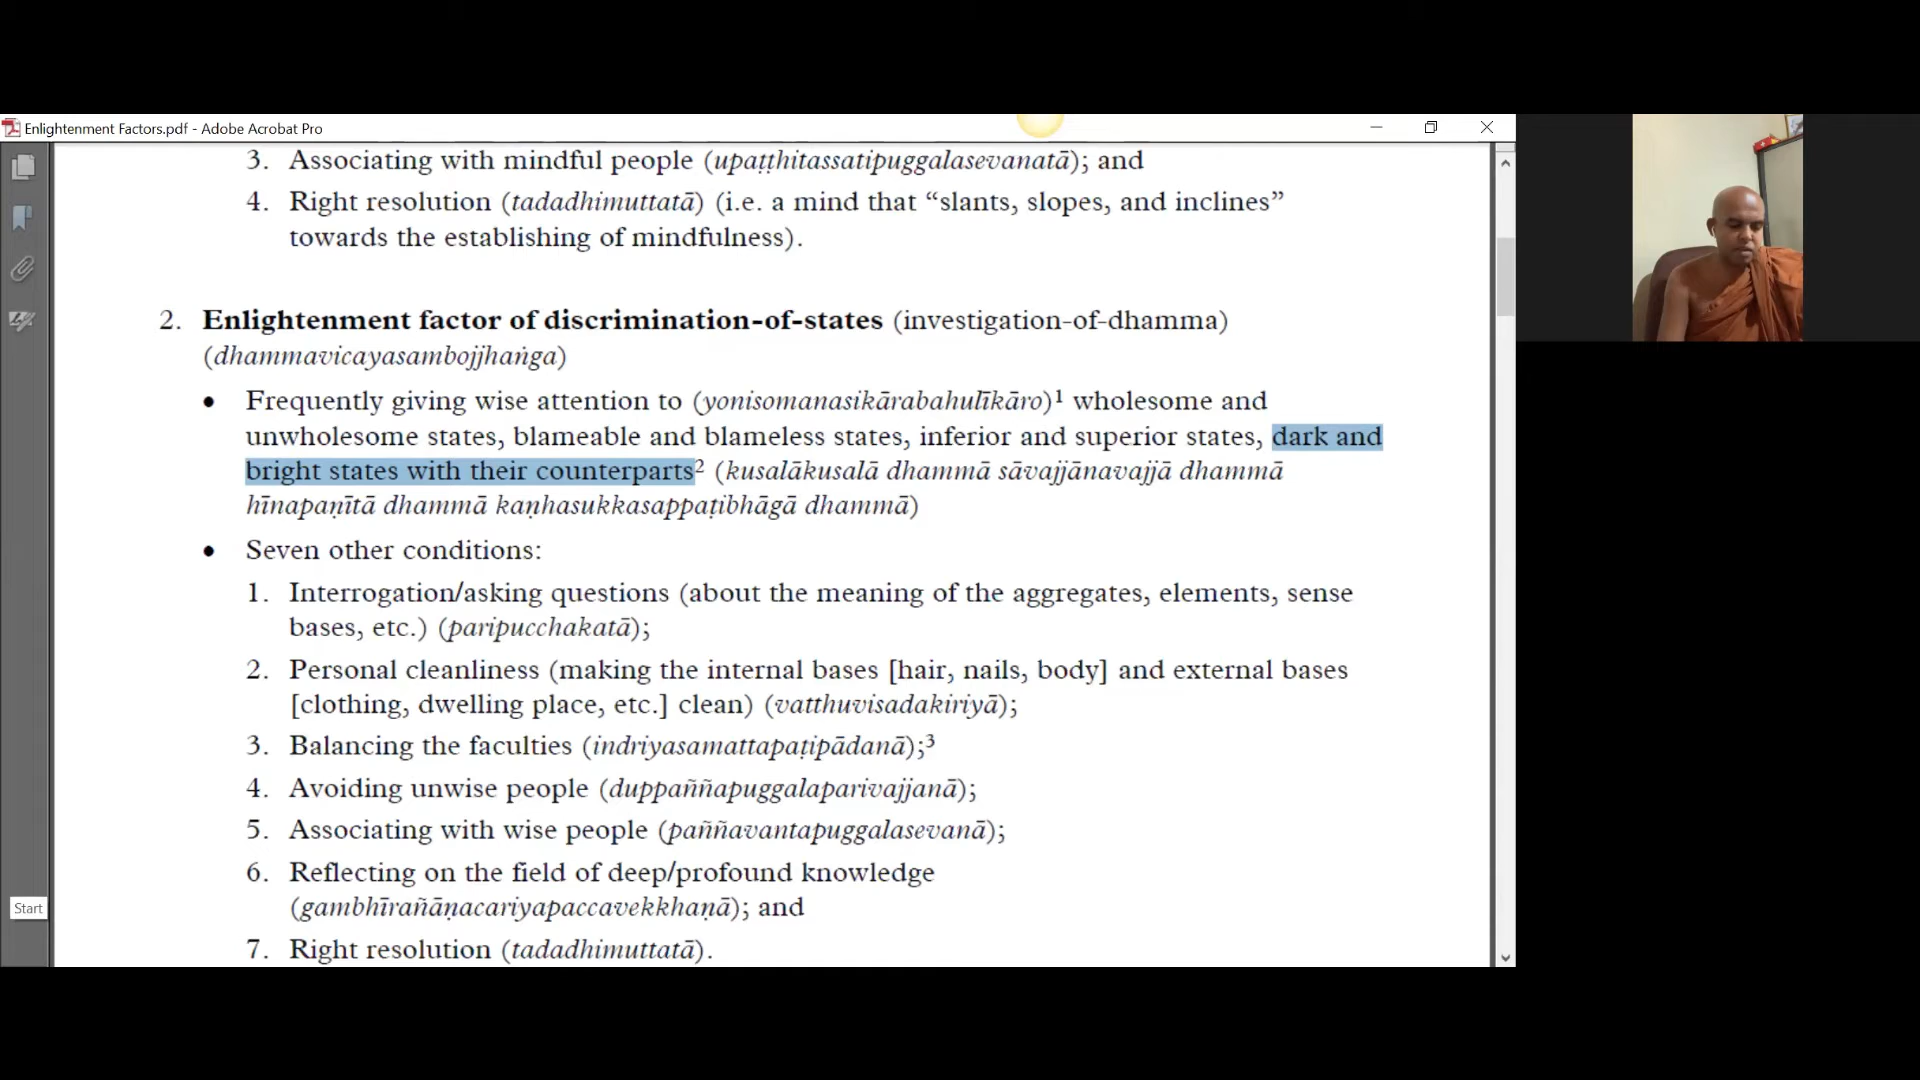 Enlightenment Factors.pdf - Adobe Acrobat Pro
3. Associating with mindful people (upaṭṭhitassatipuggalasevanatā); and
4. Right resolution (tadadhimuttatā) (i.e. a mind that “slants, slopes, and inclines”
towards the establishing of mindfulness).
2. Enlightenment factor of discrimination-of-states (investigation-of-dhamma)
(dhammavicayasambojjhaṅga)
• Frequently giving wise attention to (yonisomanasikārabahulīkāro)¹ wholesome and
unwholesome states, blameable and blameless states, inferior and superior states, dark and
bright states with their counterparts² (kusalākusalā dhammā sāvajjānavajjā dhammā
hīnapaṇītā dhammā kaṇhasukkasappaṭibhāgā dhammā)
• Seven other conditions:
1. Interrogation/asking questions (about the meaning of the aggregates, elements, sense
bases, etc.) (paripucchakatā);
2. Personal cleanliness (making the internal bases [hair, nails, body] and external bases
[clothing, dwelling place, etc.] clean) (vatthuvisadakiriyā);
3. Balancing the faculties (indriyasamattapaṭipādanā);³
4. Avoiding unwise people (duppaññapuggalaparivajjanā);
5. Associating with wise people (paññavantapuggalasevanā);
6. Reflecting on the field of deep/profound knowledge
(gambhīrañāṇacariyapaccavekkhaṇā); and
Start
7. Right resolution (tadadhimuttatā).